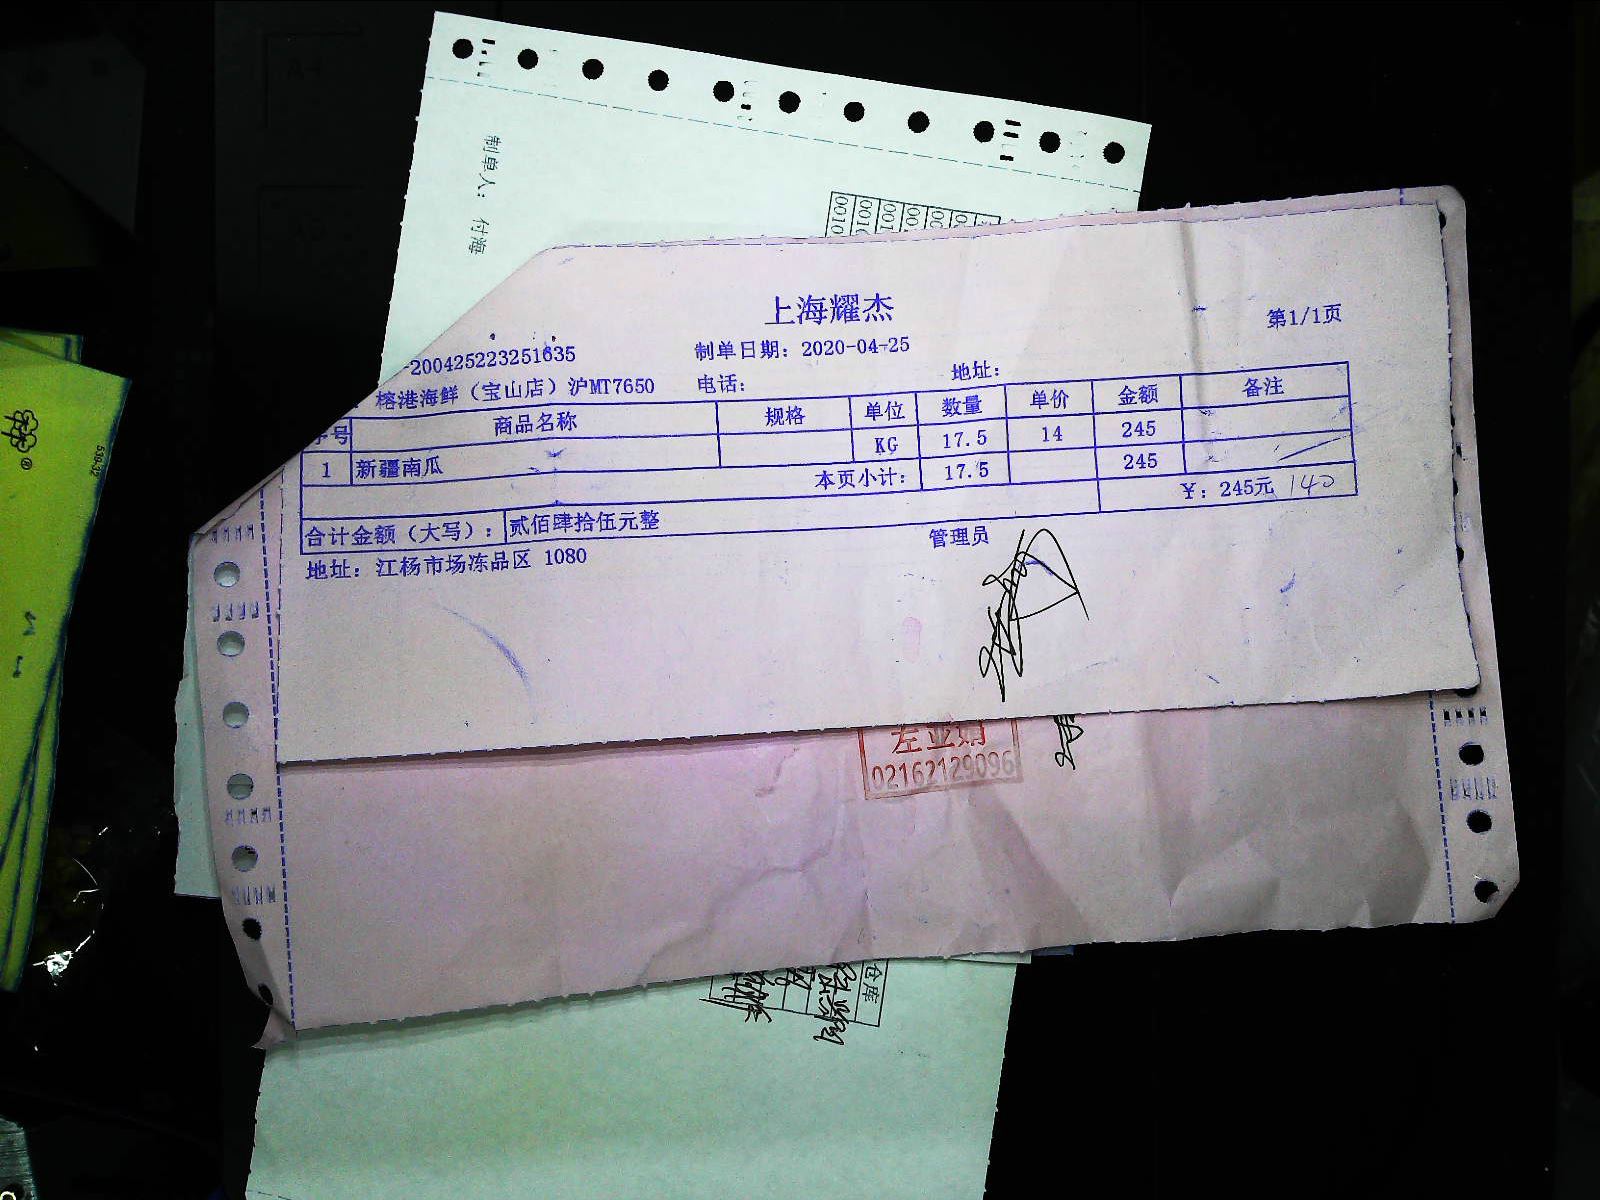 制单人： 付海
上海耀杰
第1/1页
-200425223251635
制单日期：2020-04-25
榕港海鲜（宝山店）沪MT7650 电话： 地址：
序号 商品名称 规格 单位 数量 单价 金额 备注
1 新疆南瓜 KG 17.5 14 245
本页小计： 17.5 245
合计金额（大写）： 贰佰肆拾伍元整 ￥：245元 140
地址：江杨市场冻品区 1080 管理员
02162129096
仓库
53932